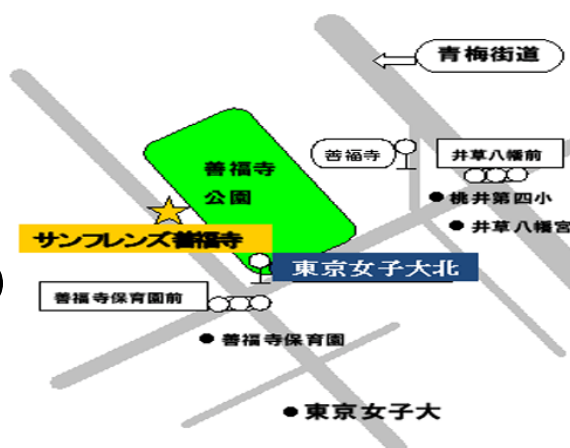 青梅街道
善福寺
井草八幡前
善福寺
公園
桃井第四小
井草八幡宮
サンフレンズ善福寺
東京女子大北
善福寺保育園前
善福寺保育園
東京女子大